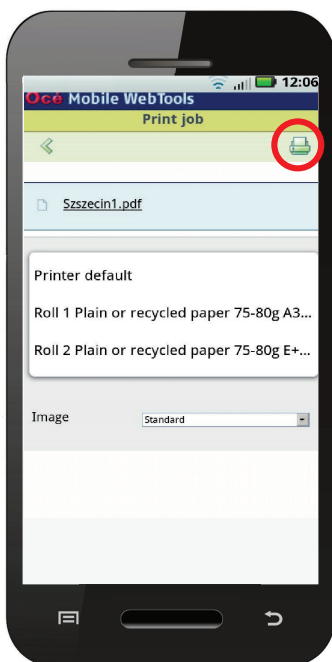 12:06
Océ Mobile WebTools
Print job
Szszecin1.pdf
Printer default
Roll 1 Plain or recycled paper 75-80g A3...
Roll 2 Plain or recycled paper 75-80g E+...
Image Standard